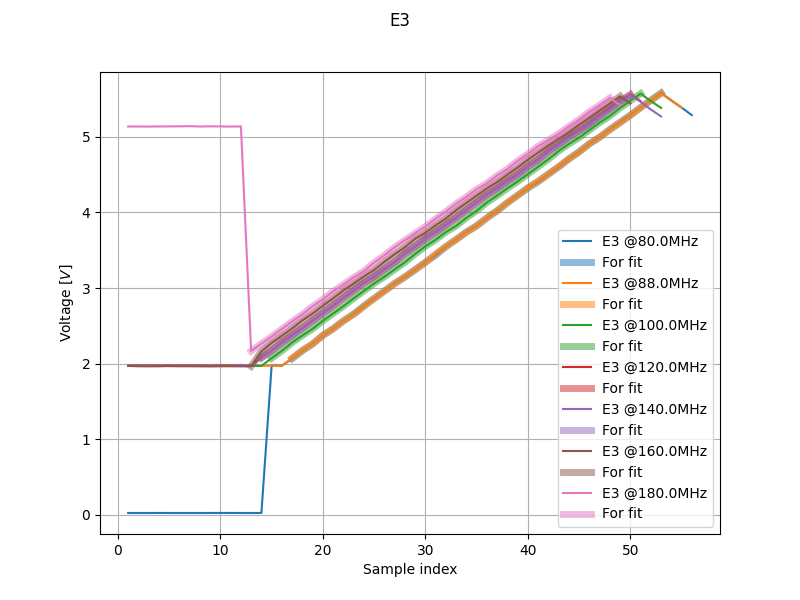 E3
Voltage [V]
5
4
3
2
1
0
0 10 20 30 40 50
Sample index
E3 @80.0MHz
For fit
E3 @88.0MHz
For fit
E3 @100.0MHz
For fit
E3 @120.0MHz
For fit
E3 @140.0MHz
For fit
E3 @160.0MHz
For fit
E3 @180.0MHz
For fit